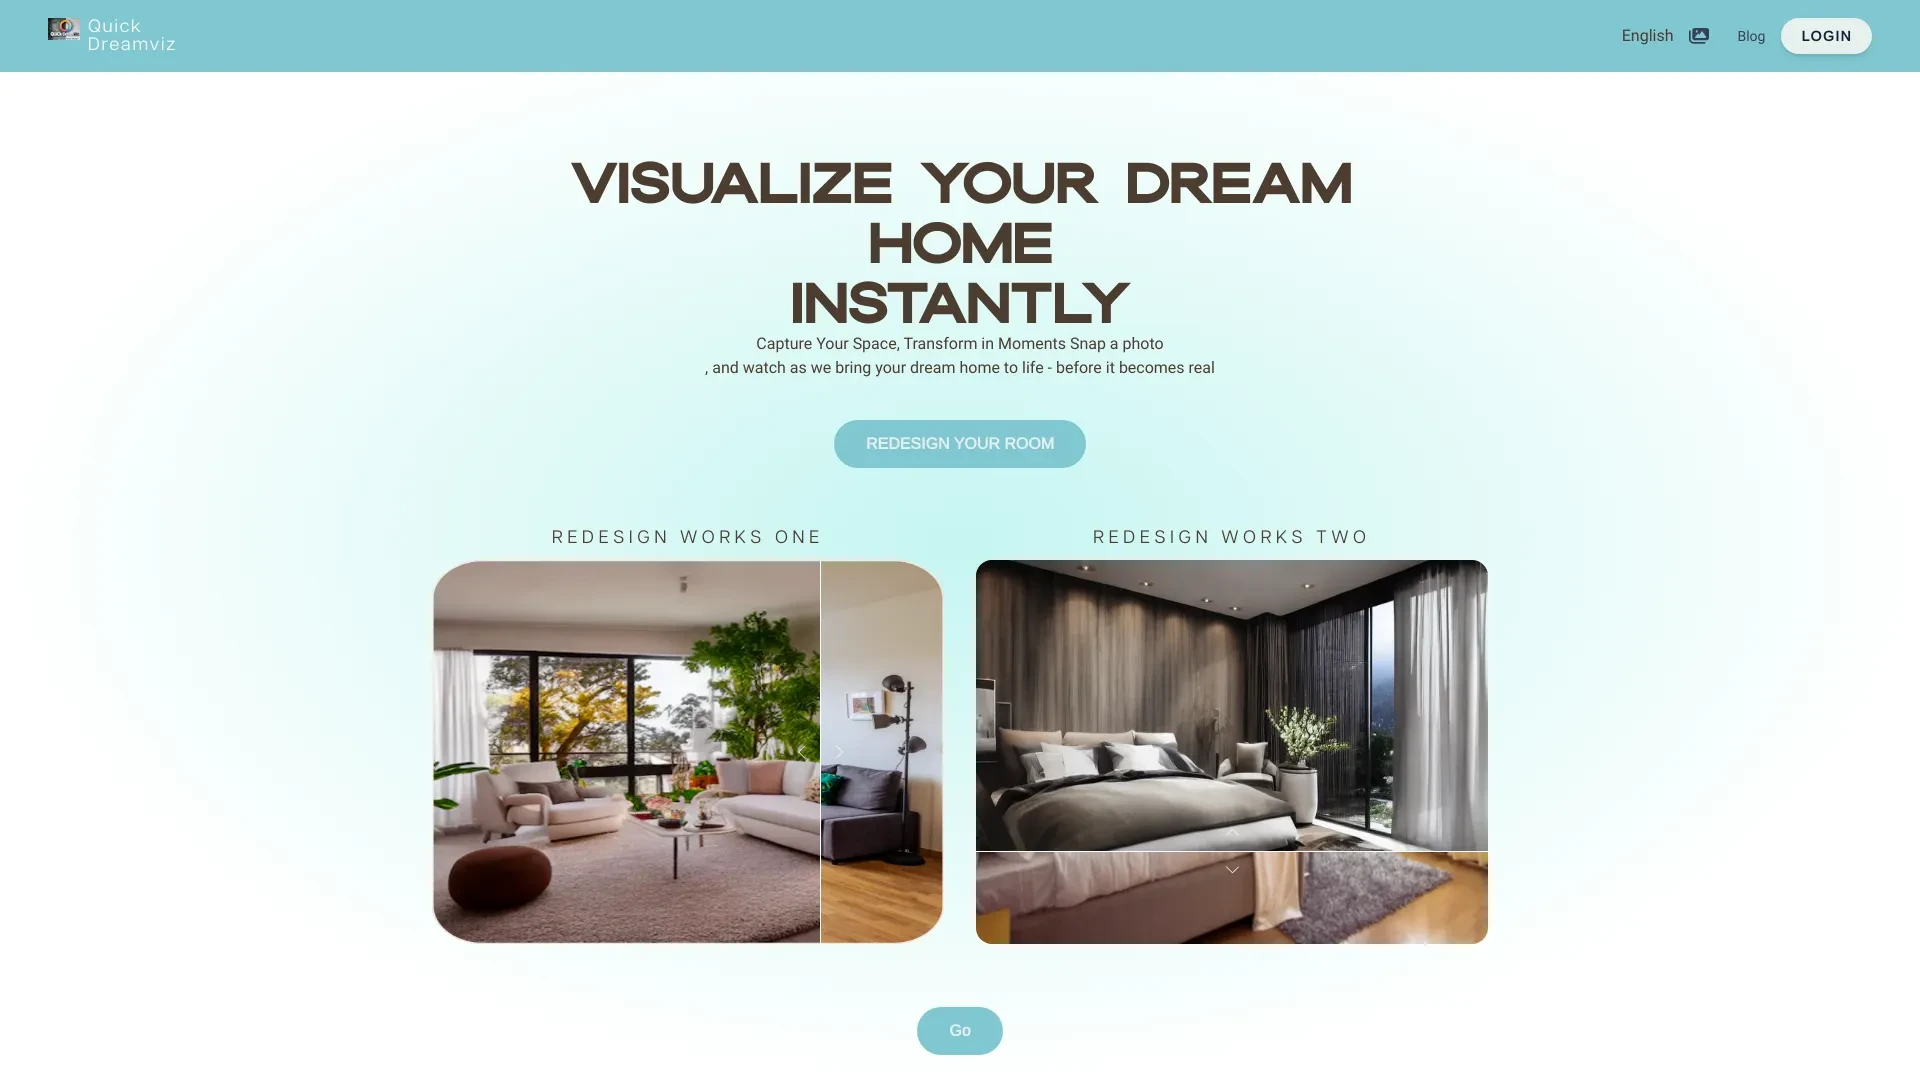 Quick
Dreamviz
English
Blog
LOGIN
VISUALIZE YOUR DREAM
HOME
INSTANTLY
Capture Your Space, Transform in Moments Snap a photo
, and watch as we bring your dream home to life - before it becomes real
REDESIGN YOUR ROOM
REDESIGN WORKS ONE
REDESIGN WORKS TWO
Go